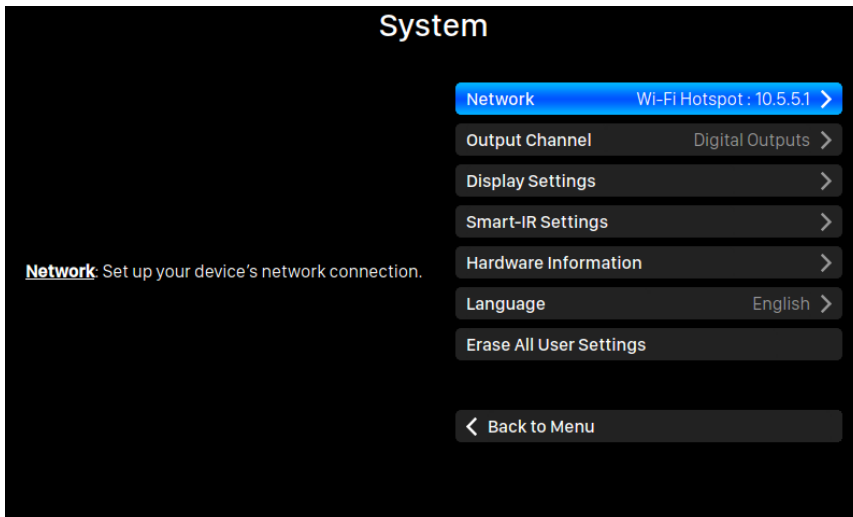 System
Network Wi-Fi Hotspot : 10.5.5.1
Output Channel Digital Outputs
Display Settings
Smart-IR Settings
Network: Set up your device's network connection.
Hardware Information
Language English
Erase All User Settings
Back to Menu